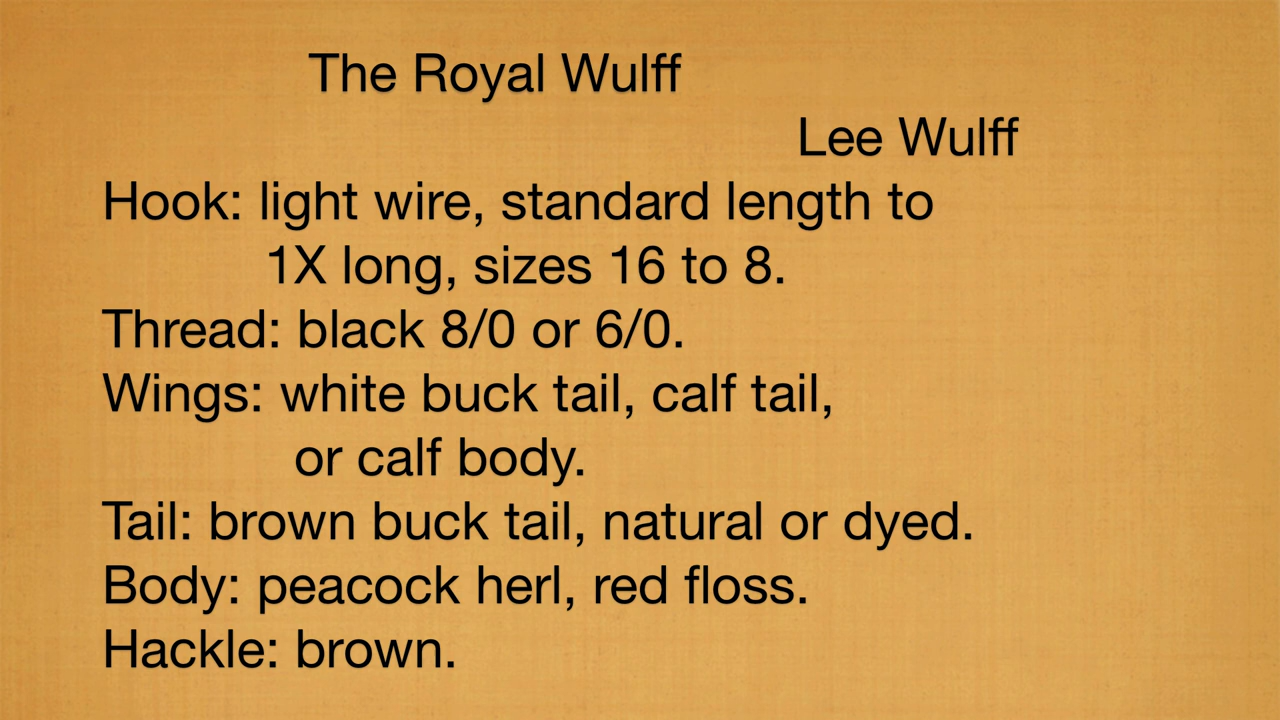 The Royal Wulff
Lee Wulff
Hook: light wire, standard length to
1X long, sizes 16 to 8.
Thread: black 8/0 or 6/0.
Wings: white buck tail, calf tail,
or calf body.
Tail: brown buck tail, natural or dyed.
Body: peacock herl, red floss.
Hackle: brown.